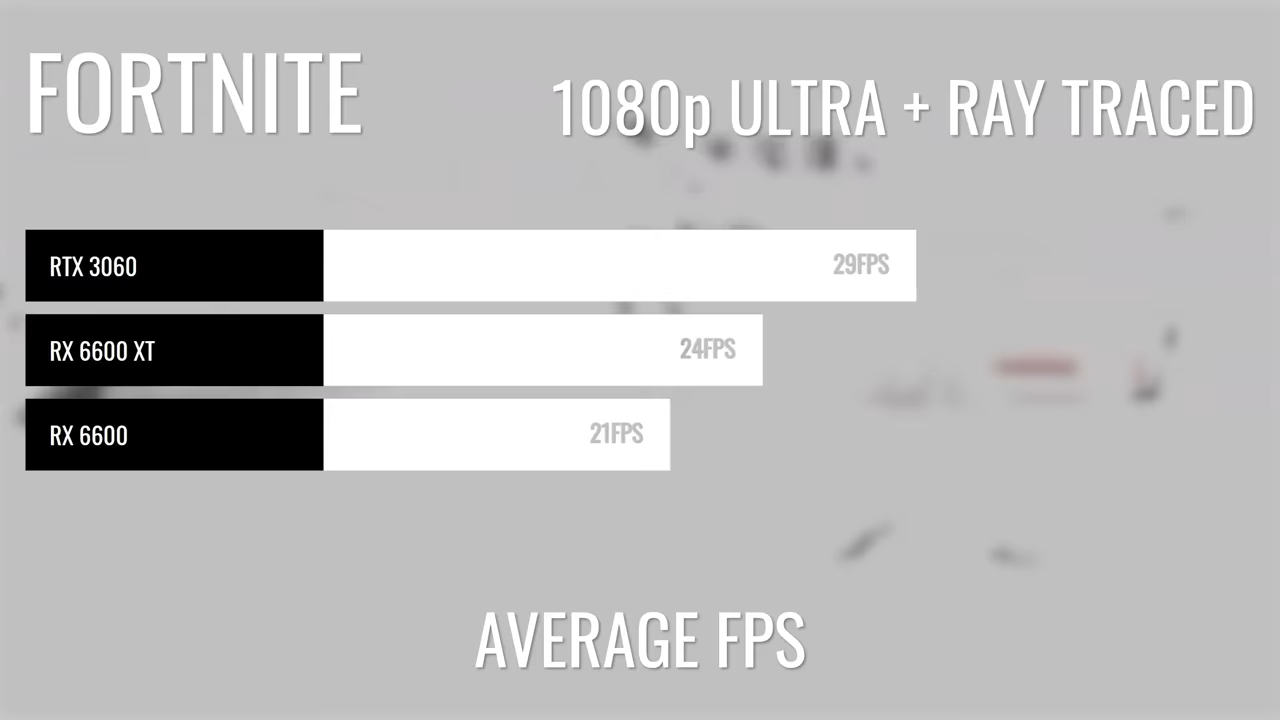 FORTNITE
1080p ULTRA + RAY TRACED
RTX 3060
29FPS
RX 6600 XT
24FPS
RX 6600
21FPS
AVERAGE FPS